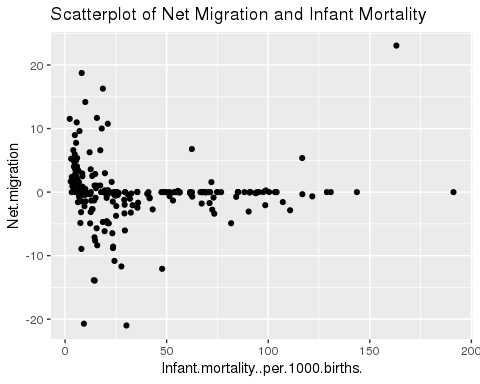 Scatterplot of Net Migration and Infant Mortality
Net.migration
20
10
0
-10
-20
0 50 100 150 200
Infant.mortality..per.1000.births.